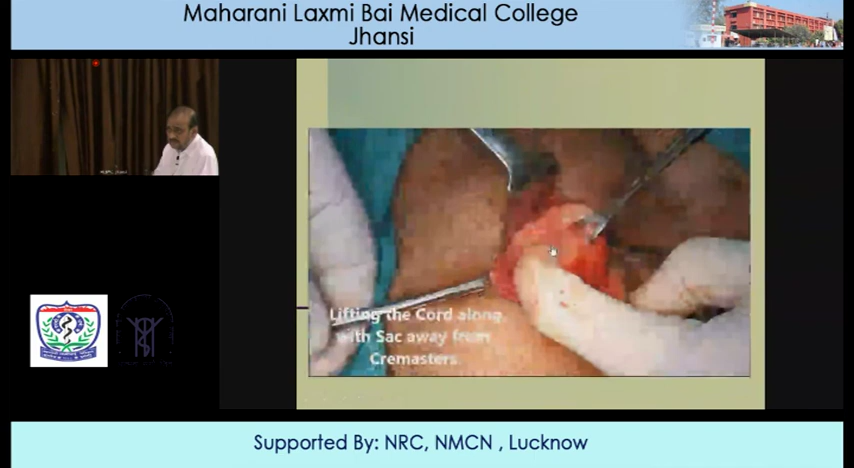 Maharani Laxmi Bai Medical College
Jhansi
Lifting the Cord along
with Sac away from
Cremasters.
Supported By: NRC, NMCN , Lucknow